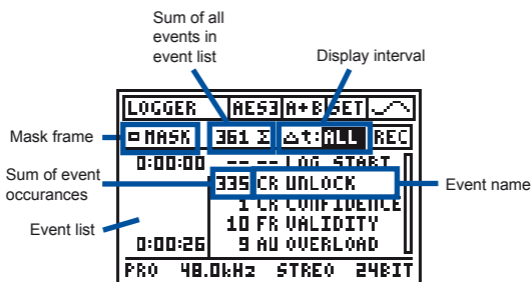 Sum of all
events in
event list
Display interval
LOGGER AES3 A+B SET
MASK 361 Σ Δt:ALL REC
Mask frame
0:00:00 -- -- LOG START
Sum of event
occurances
335 CR UNLOCK
Event name
1 CR CONFIDENCE
10 FR VALIDITY
Event list
0:00:26 9 AU OVERLOAD
PRO 48.0kHz STREO 24BIT